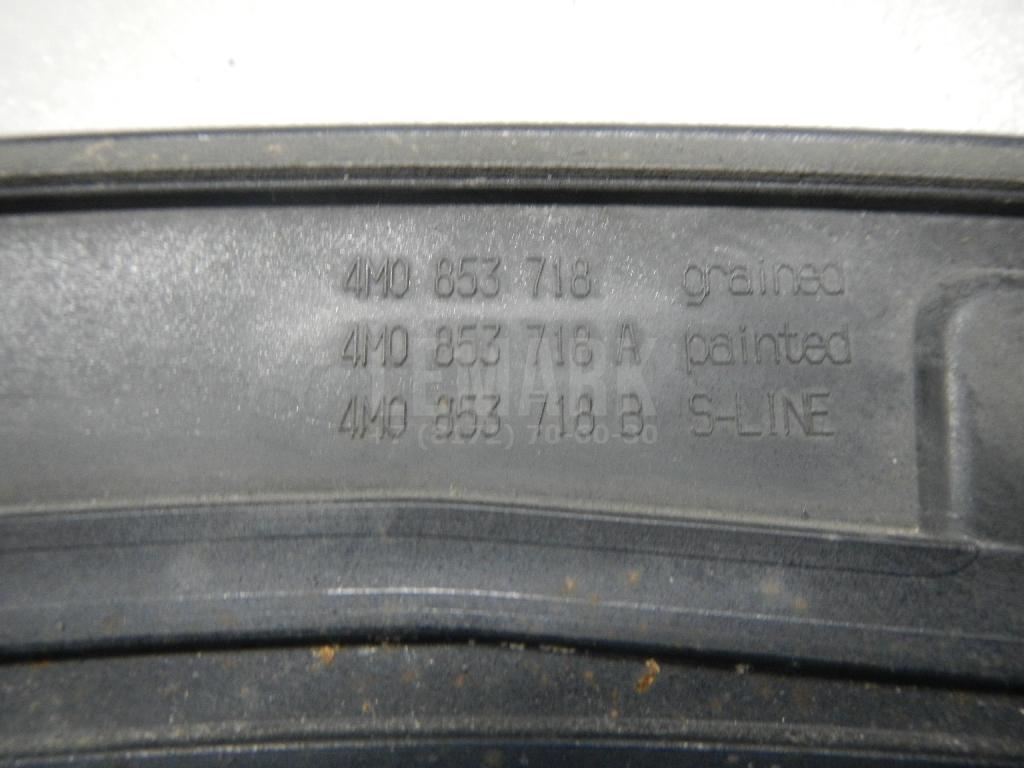 4M0 853 718 grained
4M0 853 718 A painted
4M0 853 718 B S-LINE